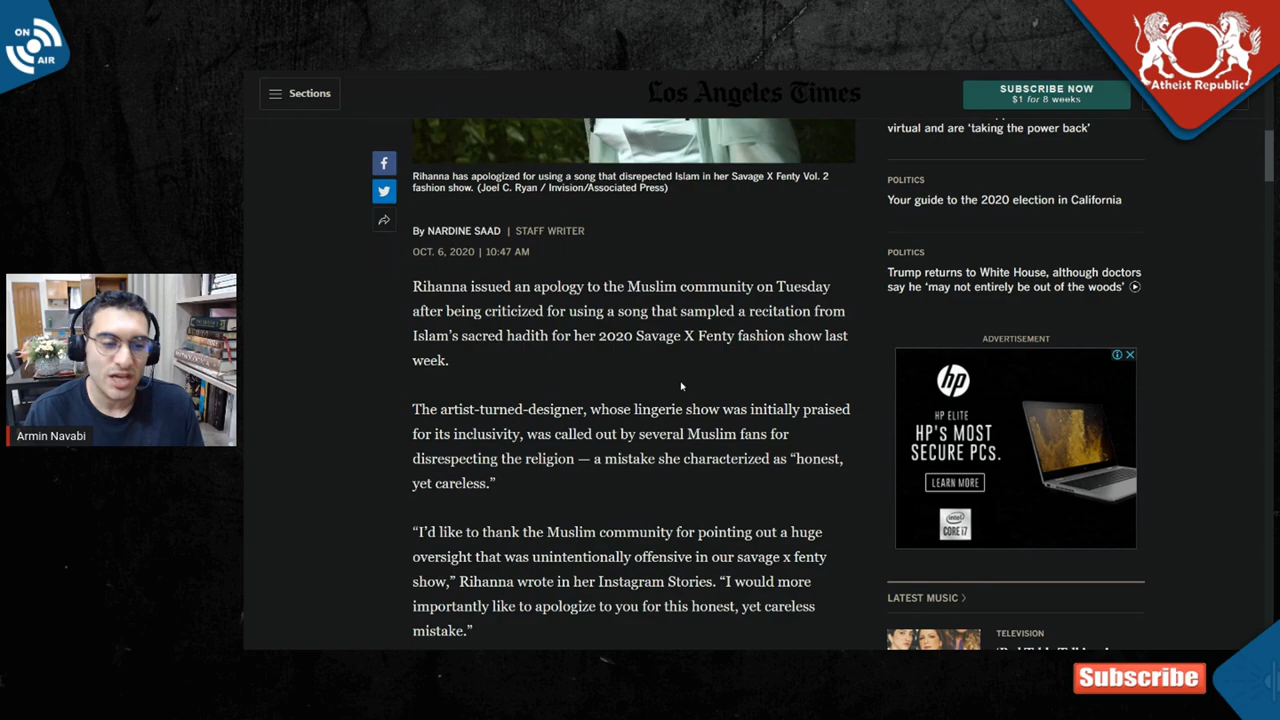 ON
AIR
Atheist Republic
Sections
Los Angeles Times
SUBSCRIBE NOW
$1 for 8 weeks
virtual and are ‘taking the power back’
Rihanna has apologized for using a song that disrepected Islam in her Savage X Fenty Vol. 2
fashion show. (Joel C. Ryan / Invision/Associated Press)
By NARDINE SAAD | STAFF WRITER
OCT. 6, 2020 | 10:47 AM
Rihanna issued an apology to the Muslim community on Tuesday
after being criticized for using a song that sampled a recitation from
Islam’s sacred hadith for her 2020 Savage X Fenty fashion show last
week.
The artist-turned-designer, whose lingerie show was initially praised
for its inclusivity, was called out by several Muslim fans for
disrespecting the religion — a mistake she characterized as “honest,
yet careless.”
“I’d like to thank the Muslim community for pointing out a huge
oversight that was unintentionally offensive in our savage x fenty
show,” Rihanna wrote in her Instagram Stories. “I would more
importantly like to apologize to you for this honest, yet careless
mistake.”
POLITICS
Your guide to the 2020 election in California
POLITICS
Trump returns to White House, although doctors
say he ‘may not entirely be out of the woods’
ADVERTISEMENT
hp
HP ELITE
HP'S MOST
SECURE PCS.
LEARN MORE
intel
CORE i7
LATEST MUSIC
TELEVISION
Armin Navabi
Subscribe